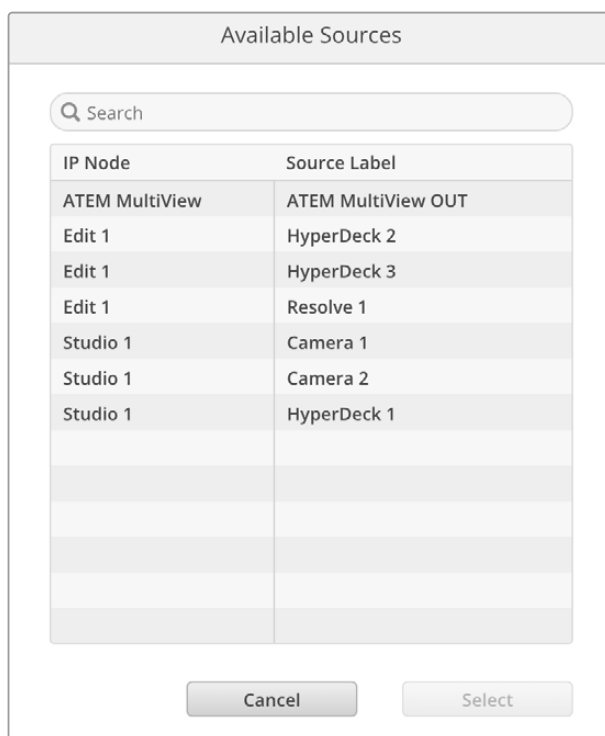 Available Sources
Search
IP Node Source Label
ATEM MultiView ATEM MultiView OUT
Edit 1 HyperDeck 2
Edit 1 HyperDeck 3
Edit 1 Resolve 1
Studio 1 Camera 1
Studio 1 Camera 2
Studio 1 HyperDeck 1
Cancel Select